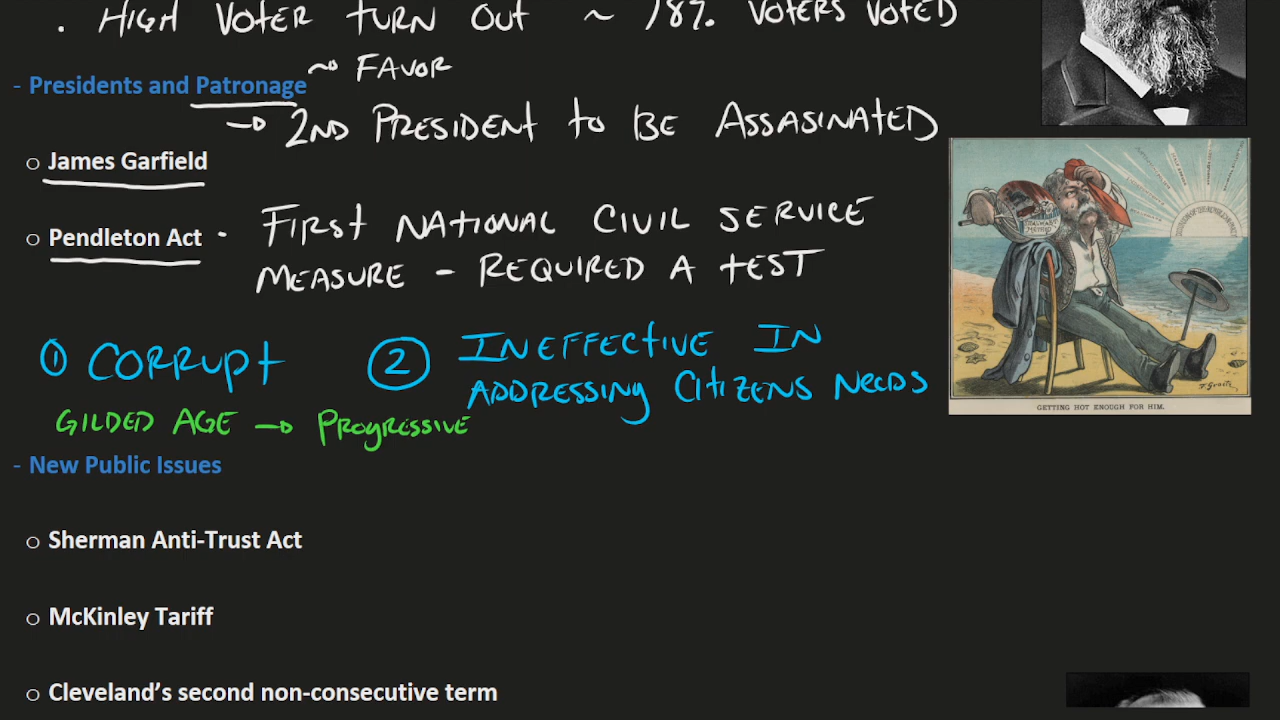 . HIGH VOTER TURN OUT ~ 78% VOTERS VOTED
- Presidents and Patronage ~ FAVOR
→ 2ND PRESIDENT to BE ASSASINATED
o James Garfield
o Pendleton Act · FIRST NATIONAL CIVIL SERVICE
MEASURE - REQUIRED A TEST
① CORRUPT
② INEFFECTIVE IN
ADDRESSING CITIZENS NEEDS
GILDED AGE → PROGRESSIVE
- New Public Issues
o Sherman Anti-Trust Act
o McKinley Tariff
o Cleveland's second non-consecutive term
GETTING HOT ENOUGH FOR HIM.